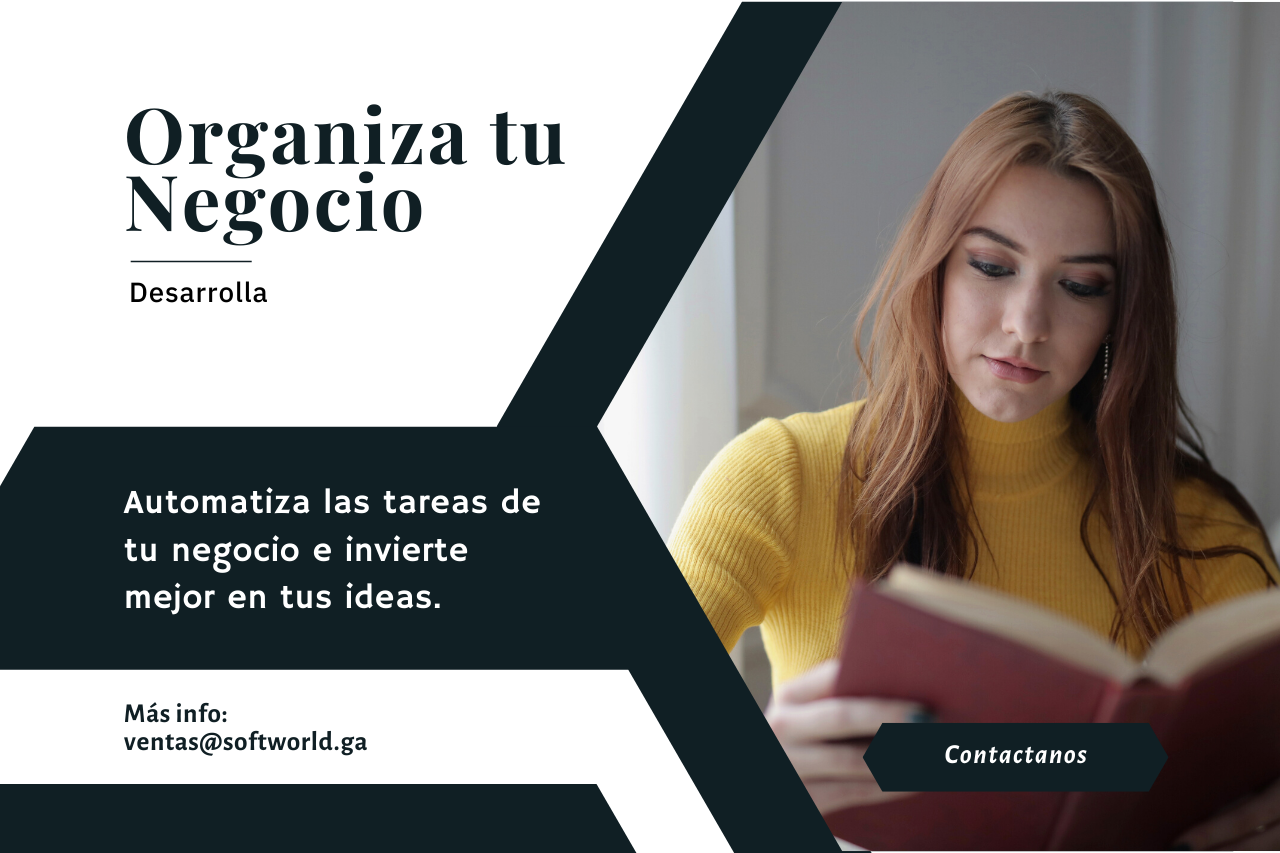 Organiza tu
Negocio
Desarrolla
Automatiza las tareas de
tu negocio e invierte
mejor en tus ideas.
Más info:
ventas@softworld.ga
Contactanos